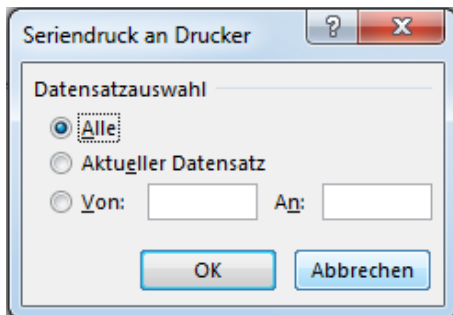 Seriendruck an Drucker
Datensatzauswahl
Alle
Aktueller Datensatz
Von: An:
OK Abbrechen